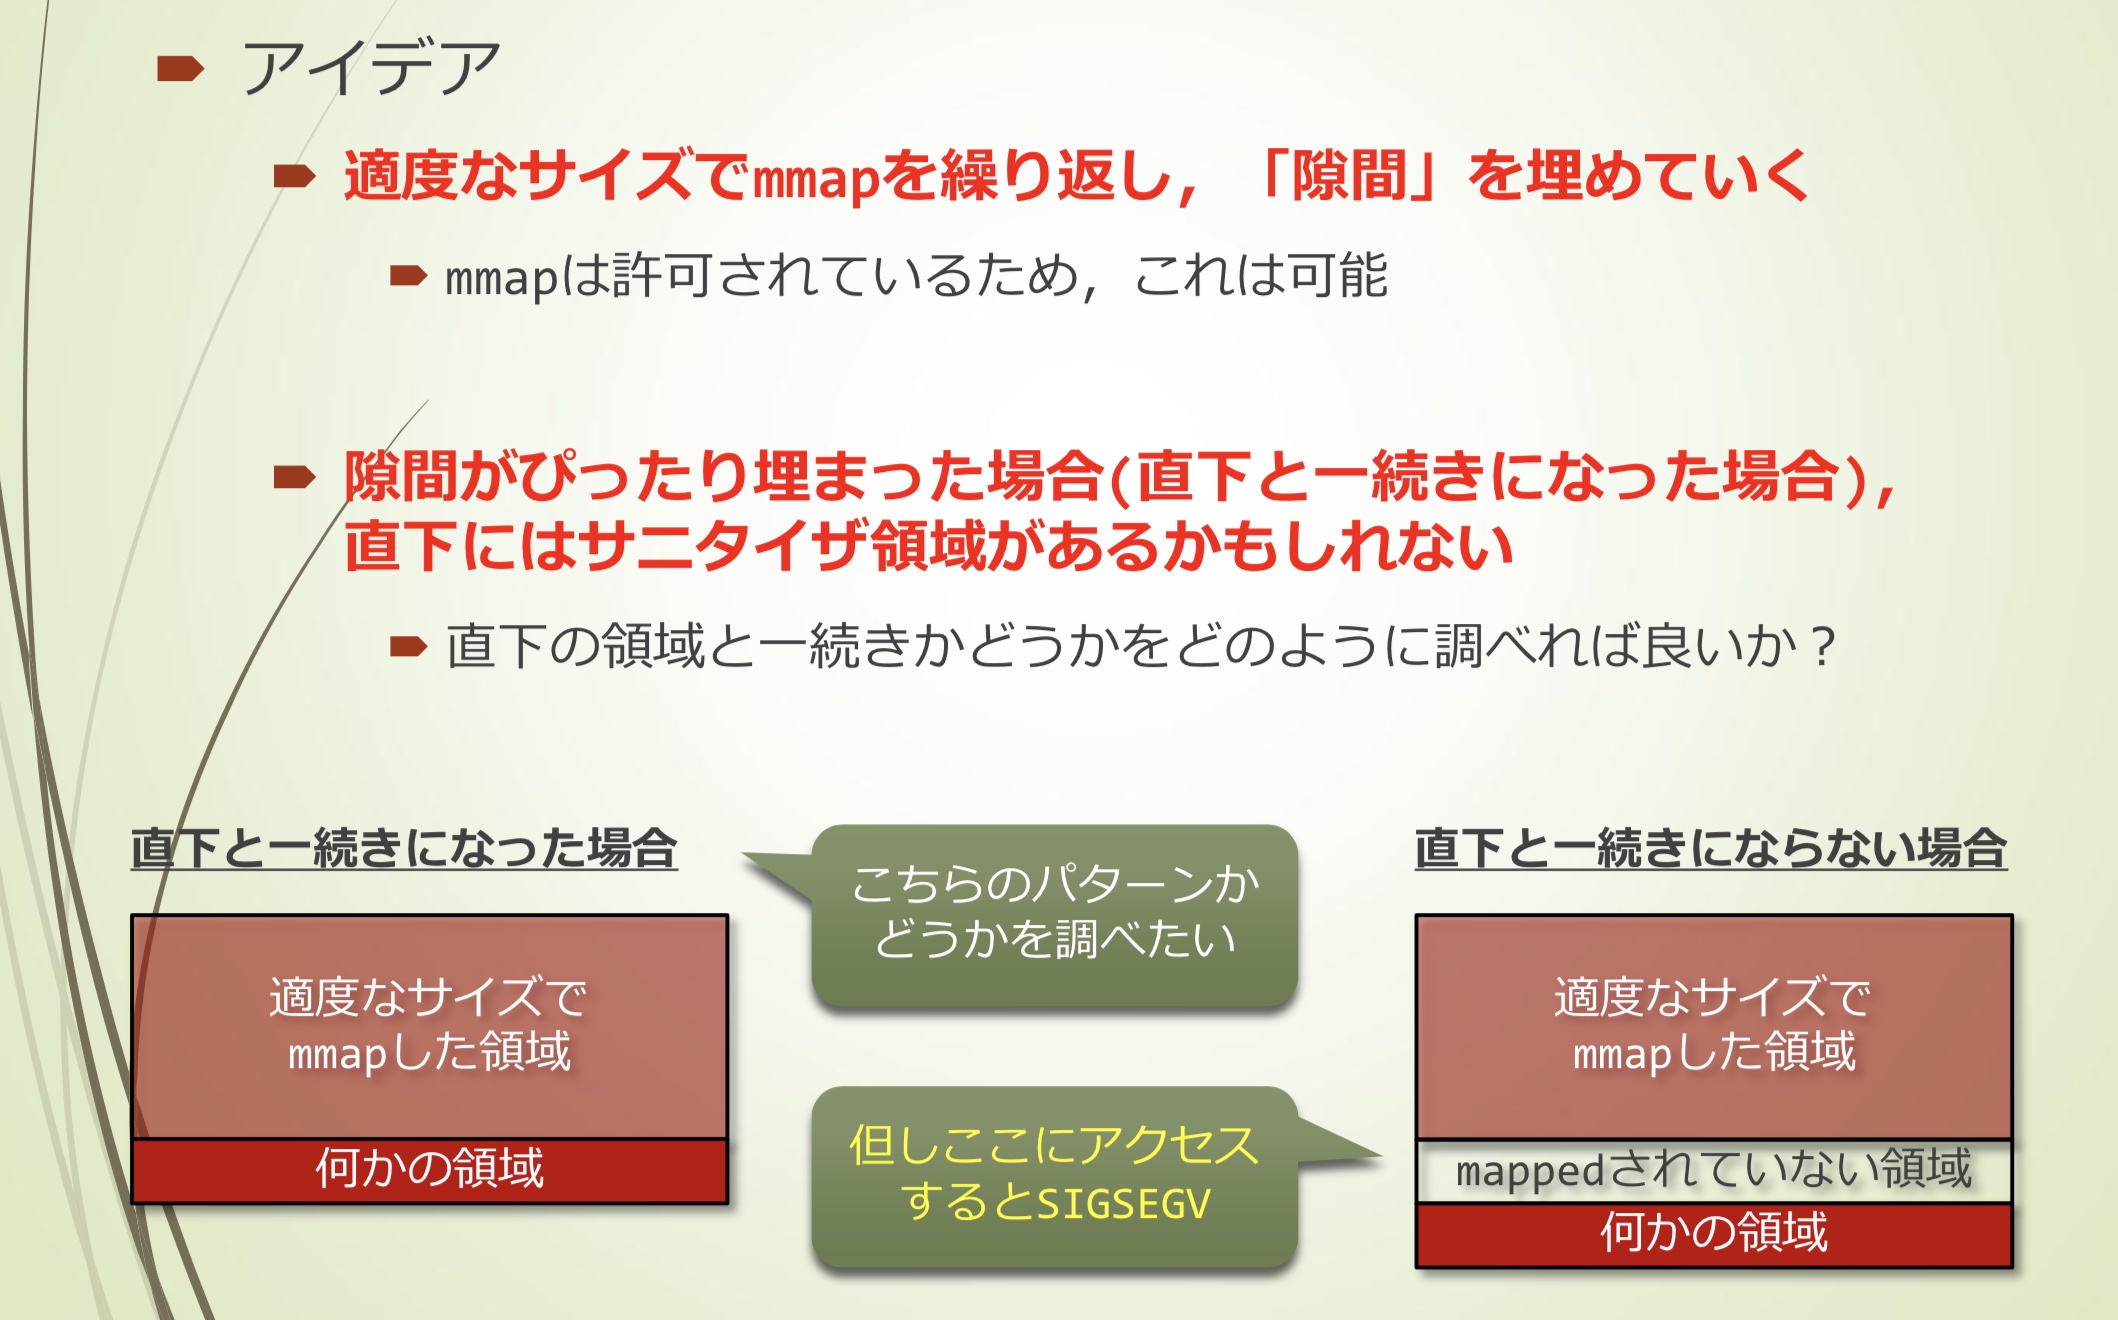 アイデア
適度なサイズでmmapを繰り返し，「隙間」を埋めていく
mmapは許可されているため，これは可能
隙間がぴったり埋まった場合(直下と一続きになった場合)，
直下にはサニタイザ領域があるかもしれない
直下の領域と一続きかどうかをどのように調べれば良いか？
直下と一続きになった場合
適度なサイズで
mmapした領域
何かの領域
こちらのパターンか
どうかを調べたい
但しここにアクセス
するとSIGSEGV
直下と一続きにならない場合
適度なサイズで
mmapした領域
mappedされていない領域
何かの領域